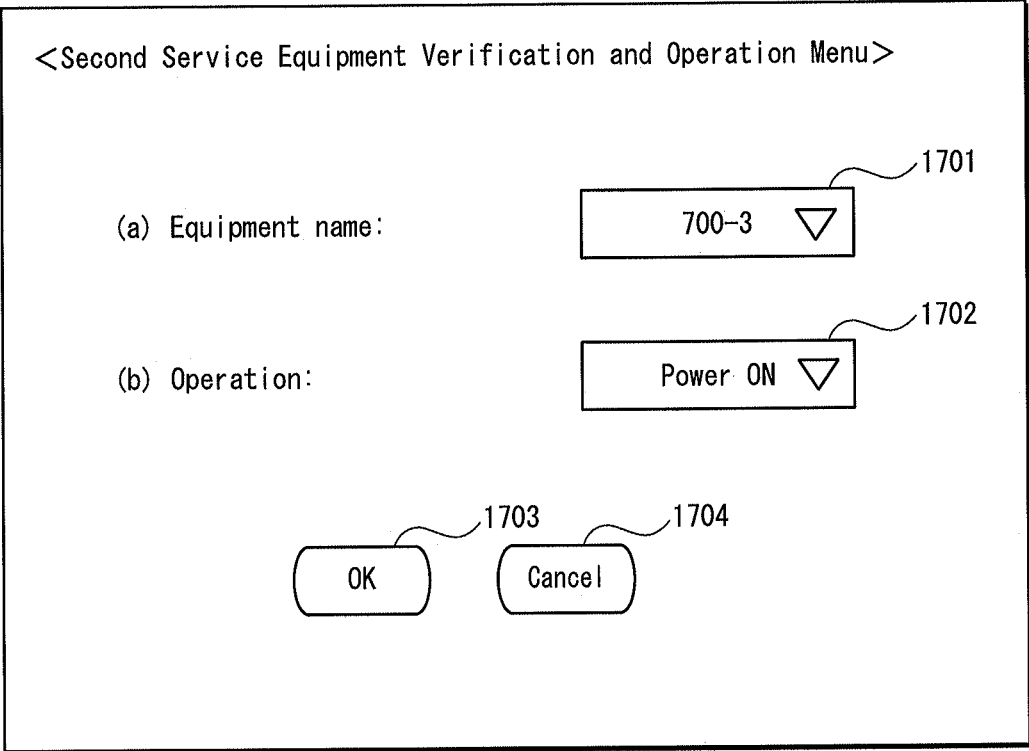 <Second Service Equipment Verification and Operation Menu>
1701
(a) Equipment name: 700-3
1702
(b) Operation: Power ON
1703 1704
OK Cancel